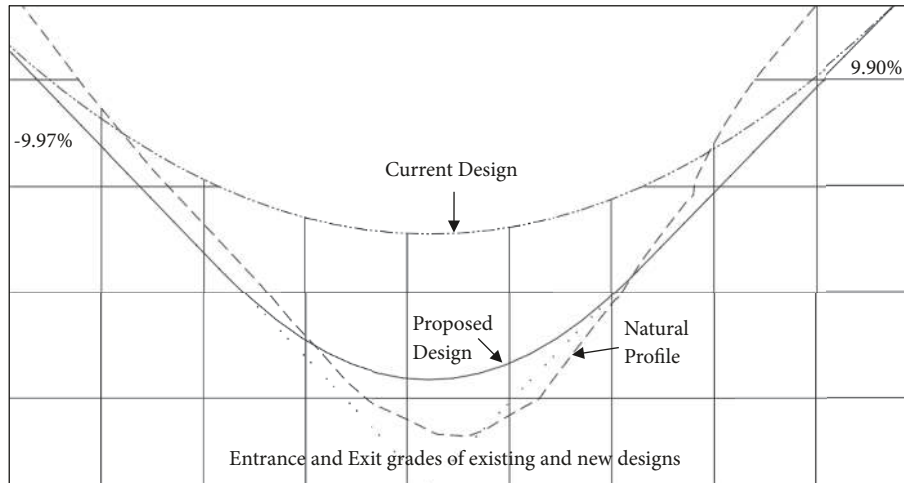 9.90%
-9.97%
Current Design
Proposed
Design
Natural
Profile
Entrance and Exit grades of existing and new designs